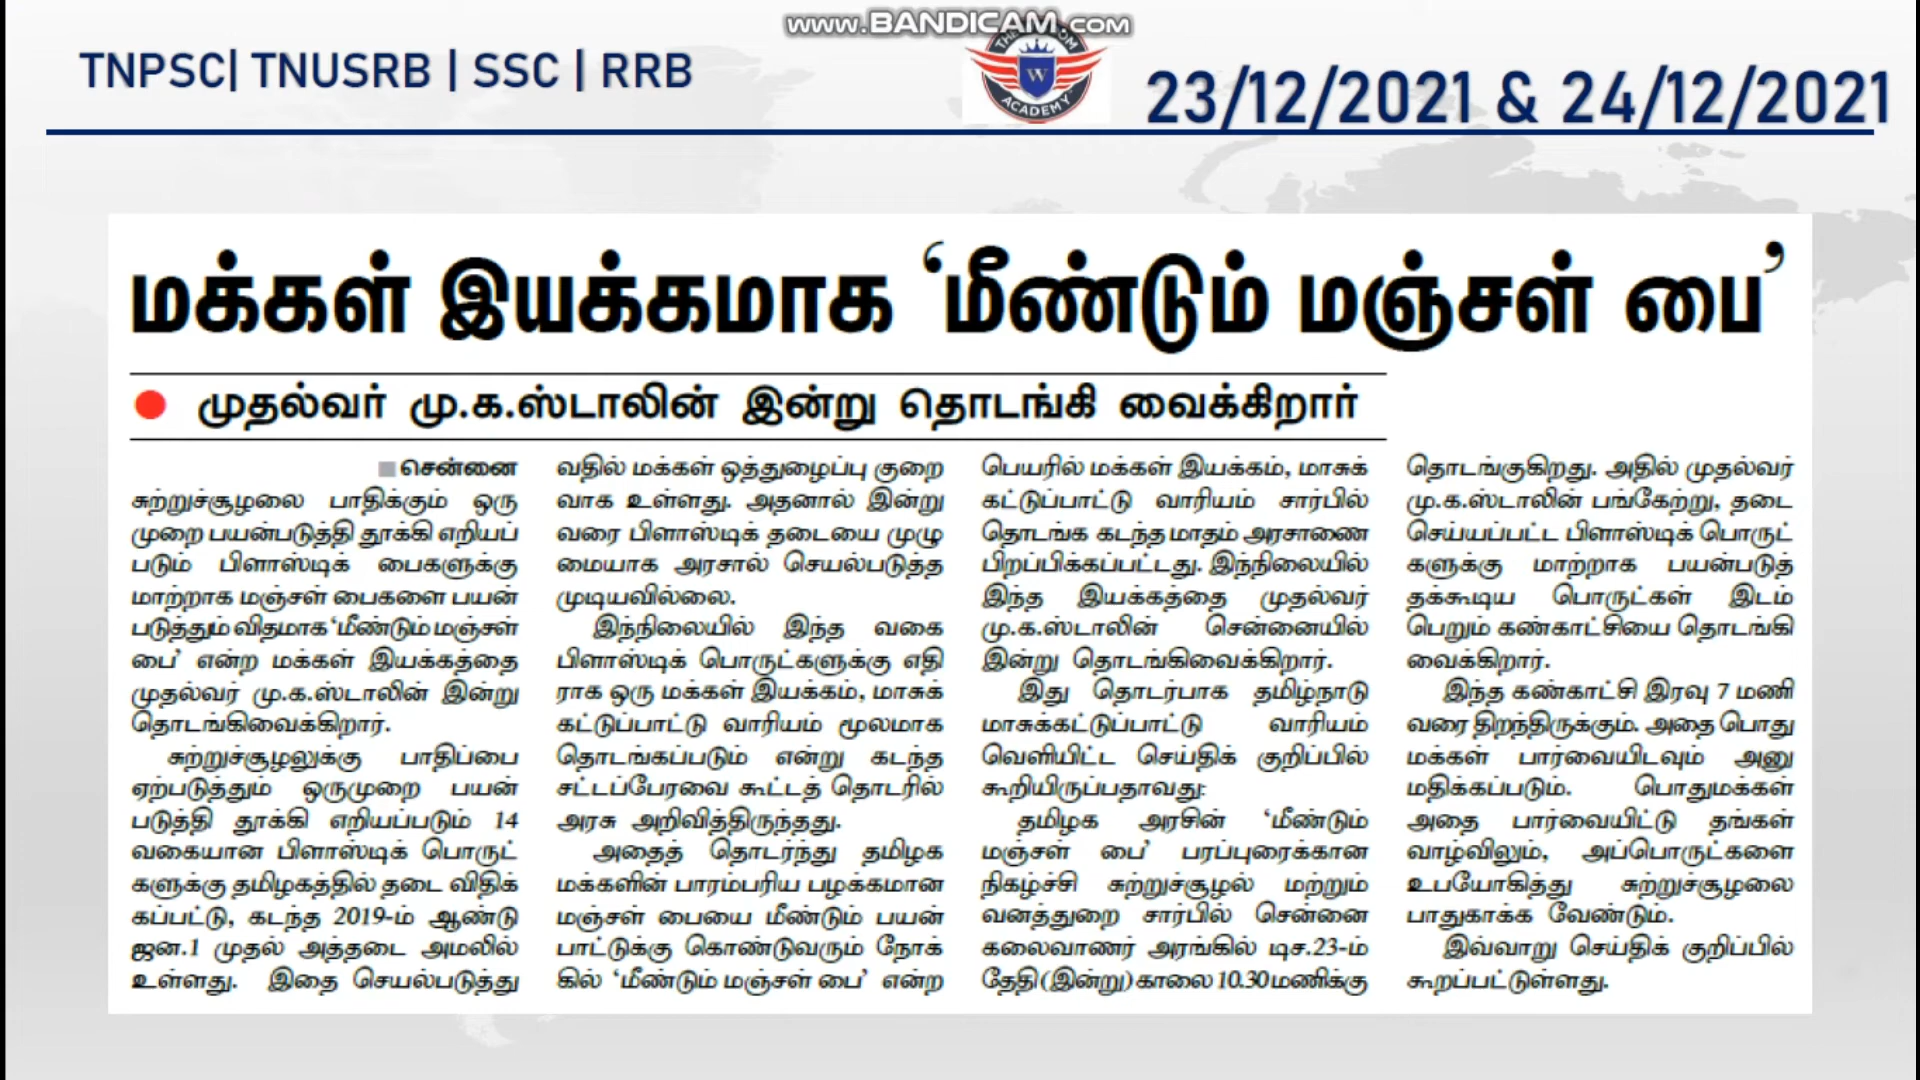 www.BANDICAM.com
TNPSC| TNUSRB | SSC | RRB
THE
OM
W
ACADEMY
23/12/2021 & 24/12/2021
மக்கள் இயக்கமாக ‘மீண்டும் மஞ்சள் பை’
முதல்வர் மு.க.ஸ்டாலின் இன்று தொடங்கி வைக்கிறார்
சென்னை
சுற்றுச்சூழலை பாதிக்கும் ஒரு
முறை பயன்படுத்தி தூக்கி எறியப்
படும் பிளாஸ்டிக் பைகளுக்கு
மாற்றாக மஞ்சள் பைகளை பயன்
படுத்தும் விதமாக ‘மீண்டும் மஞ்சள்
பை’ என்ற மக்கள் இயக்கத்தை
முதல்வர் மு.க.ஸ்டாலின் இன்று
தொடங்கிவைக்கிறார்.
சுற்றுச்சூழலுக்கு பாதிப்பை
ஏற்படுத்தும் ஒருமுறை பயன்
படுத்தி தூக்கி எறியப்படும் 14
வகையான பிளாஸ்டிக் பொருட்
களுக்கு தமிழகத்தில் தடை விதிக்
கப்பட்டு, கடந்த 2019-ம் ஆண்டு
ஜன.1 முதல் அத்தடை அமலில்
உள்ளது. இதை செயல்படுத்து
வதில் மக்கள் ஒத்துழைப்பு குறை
வாக உள்ளது. அதனால் இன்று
வரை பிளாஸ்டிக் தடையை முழு
மையாக அரசால் செயல்படுத்த
முடியவில்லை.
இந்நிலையில் இந்த வகை
பிளாஸ்டிக் பொருட்களுக்கு எதி
ராக ஒரு மக்கள் இயக்கம், மாசுக்
கட்டுப்பாட்டு வாரியம் மூலமாக
தொடங்கப்படும் என்று கடந்த
சட்டப்பேரவை கூட்டத் தொடரில்
அரசு அறிவித்திருந்தது.
அதைத் தொடர்ந்து தமிழக
மக்களின் பாரம்பரிய பழக்கமான
மஞ்சள் பையை மீண்டும் பயன்
பாட்டுக்கு கொண்டுவரும் நோக்
கில் ‘மீண்டும் மஞ்சள் பை’ என்ற
பெயரில் மக்கள் இயக்கம், மாசுக்
கட்டுப்பாட்டு வாரியம் சார்பில்
தொடங்க கடந்த மாதம் அரசாணை
பிறப்பிக்கப்பட்டது. இந்நிலையில்
இந்த இயக்கத்தை முதல்வர்
மு.க.ஸ்டாலின் சென்னையில்
இன்று தொடங்கிவைக்கிறார்.
இது தொடர்பாக தமிழ்நாடு
மாசுக்கட்டுப்பாட்டு வாரியம்
வெளியிட்ட செய்திக் குறிப்பில்
கூறியிருப்பதாவது:
தமிழக அரசின் ‘மீண்டும்
மஞ்சள் பை’ பரப்புரைக்கான
நிகழ்ச்சி சுற்றுச்சூழல் மற்றும்
வனத்துறை சார்பில் சென்னை
கலைவாணர் அரங்கில் டிச.23-ம்
தேதி (இன்று) காலை 10.30 மணிக்கு
தொடங்குகிறது. அதில் முதல்வர்
மு.க.ஸ்டாலின் பங்கேற்று, தடை
செய்யப்பட்ட பிளாஸ்டிக் பொருட்
களுக்கு மாற்றாக பயன்படுத்
தக்கூடிய பொருட்கள் இடம்
பெறும் கண்காட்சியை தொடங்கி
வைக்கிறார்.
இந்த கண்காட்சி இரவு 7 மணி
வரை திறந்திருக்கும். அதை பொது
மக்கள் பார்வையிடவும் அனு
மதிக்கப்படும். பொதுமக்கள்
அதை பார்வையிட்டு தங்கள்
வாழ்விலும், அப்பொருட்களை
உபயோகித்து சுற்றுச்சூழலை
பாதுகாக்க வேண்டும்.
இவ்வாறு செய்திக் குறிப்பில்
கூறப்பட்டுள்ளது.